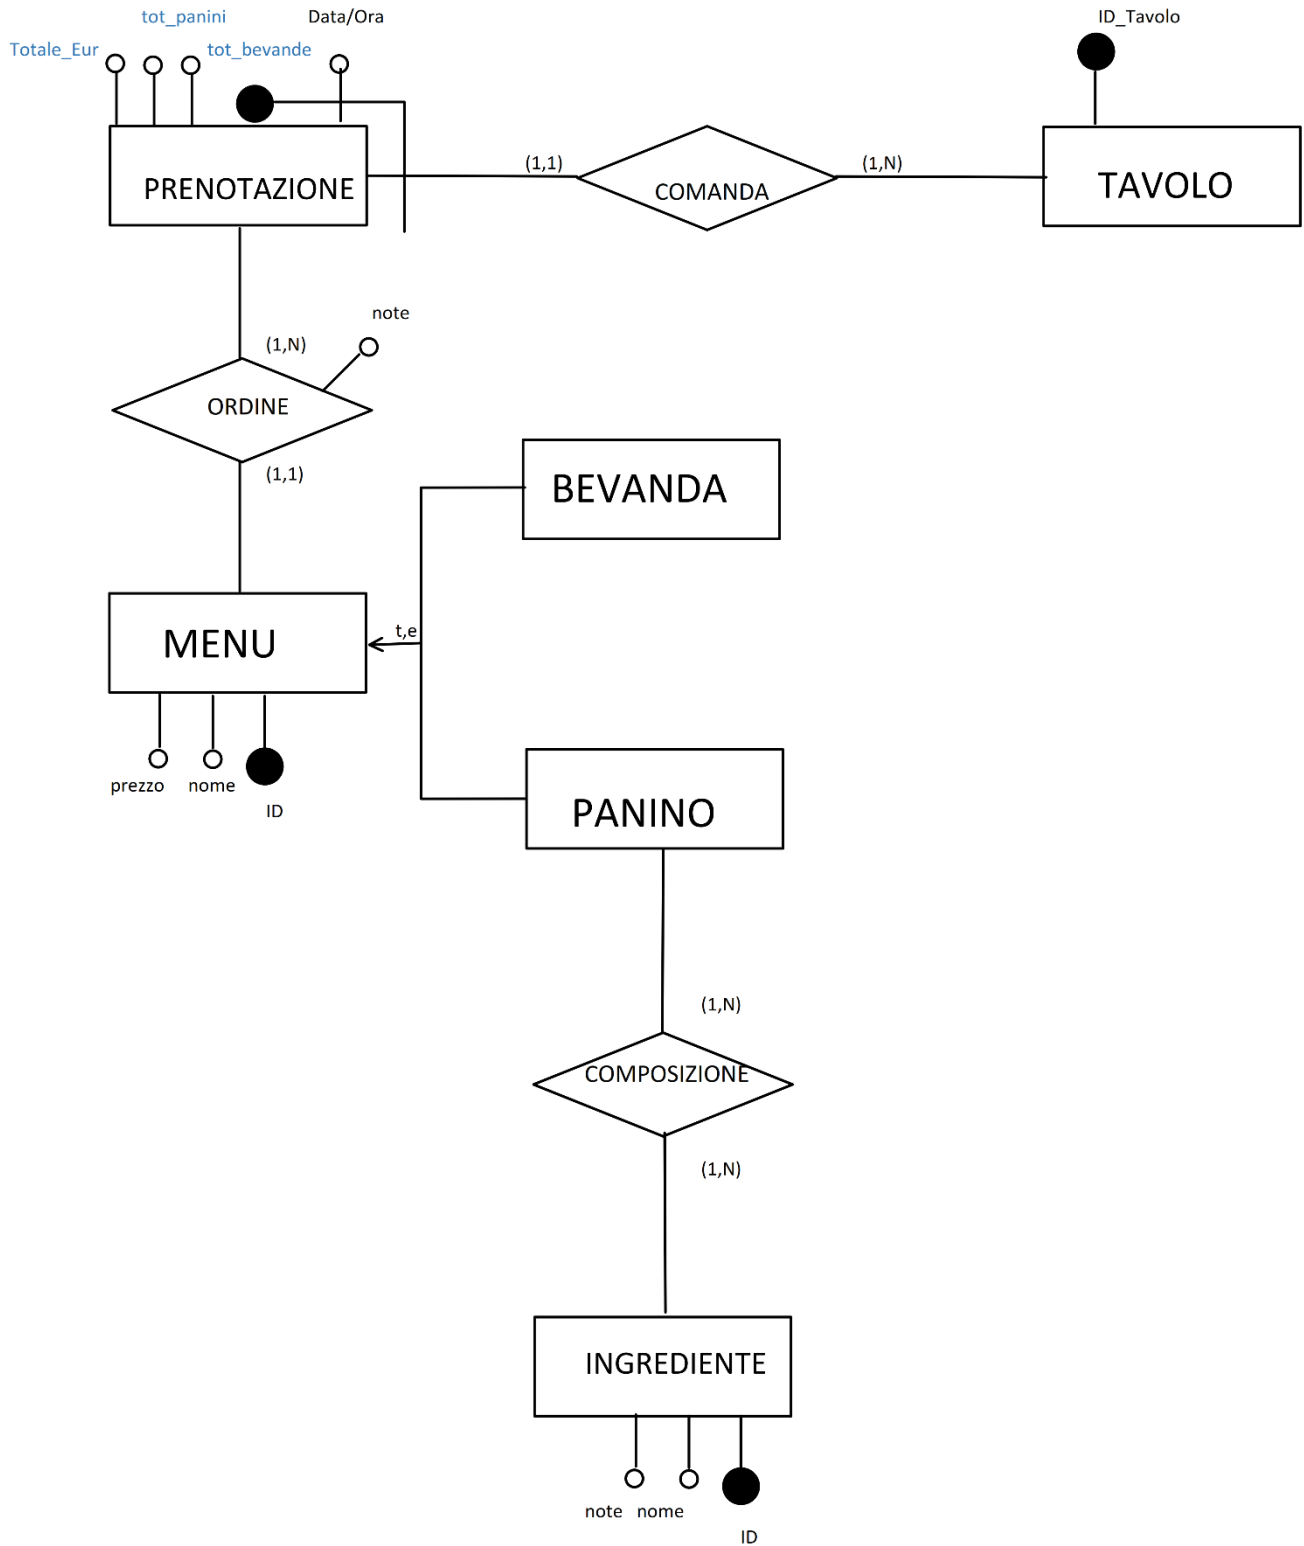 tot_panini
Data/Ora
ID_Tavolo
Totale_Eur
tot_bevande
(1,1)
(1,N)
PRENOTAZIONE
COMANDA
TAVOLO
note
(1,N)
ORDINE
(1,1)
BEVANDA
t,e
MENU
prezzo
nome
ID
PANINO
(1,N)
COMPOSIZIONE
(1,N)
INGREDIENTE
note
nome
ID